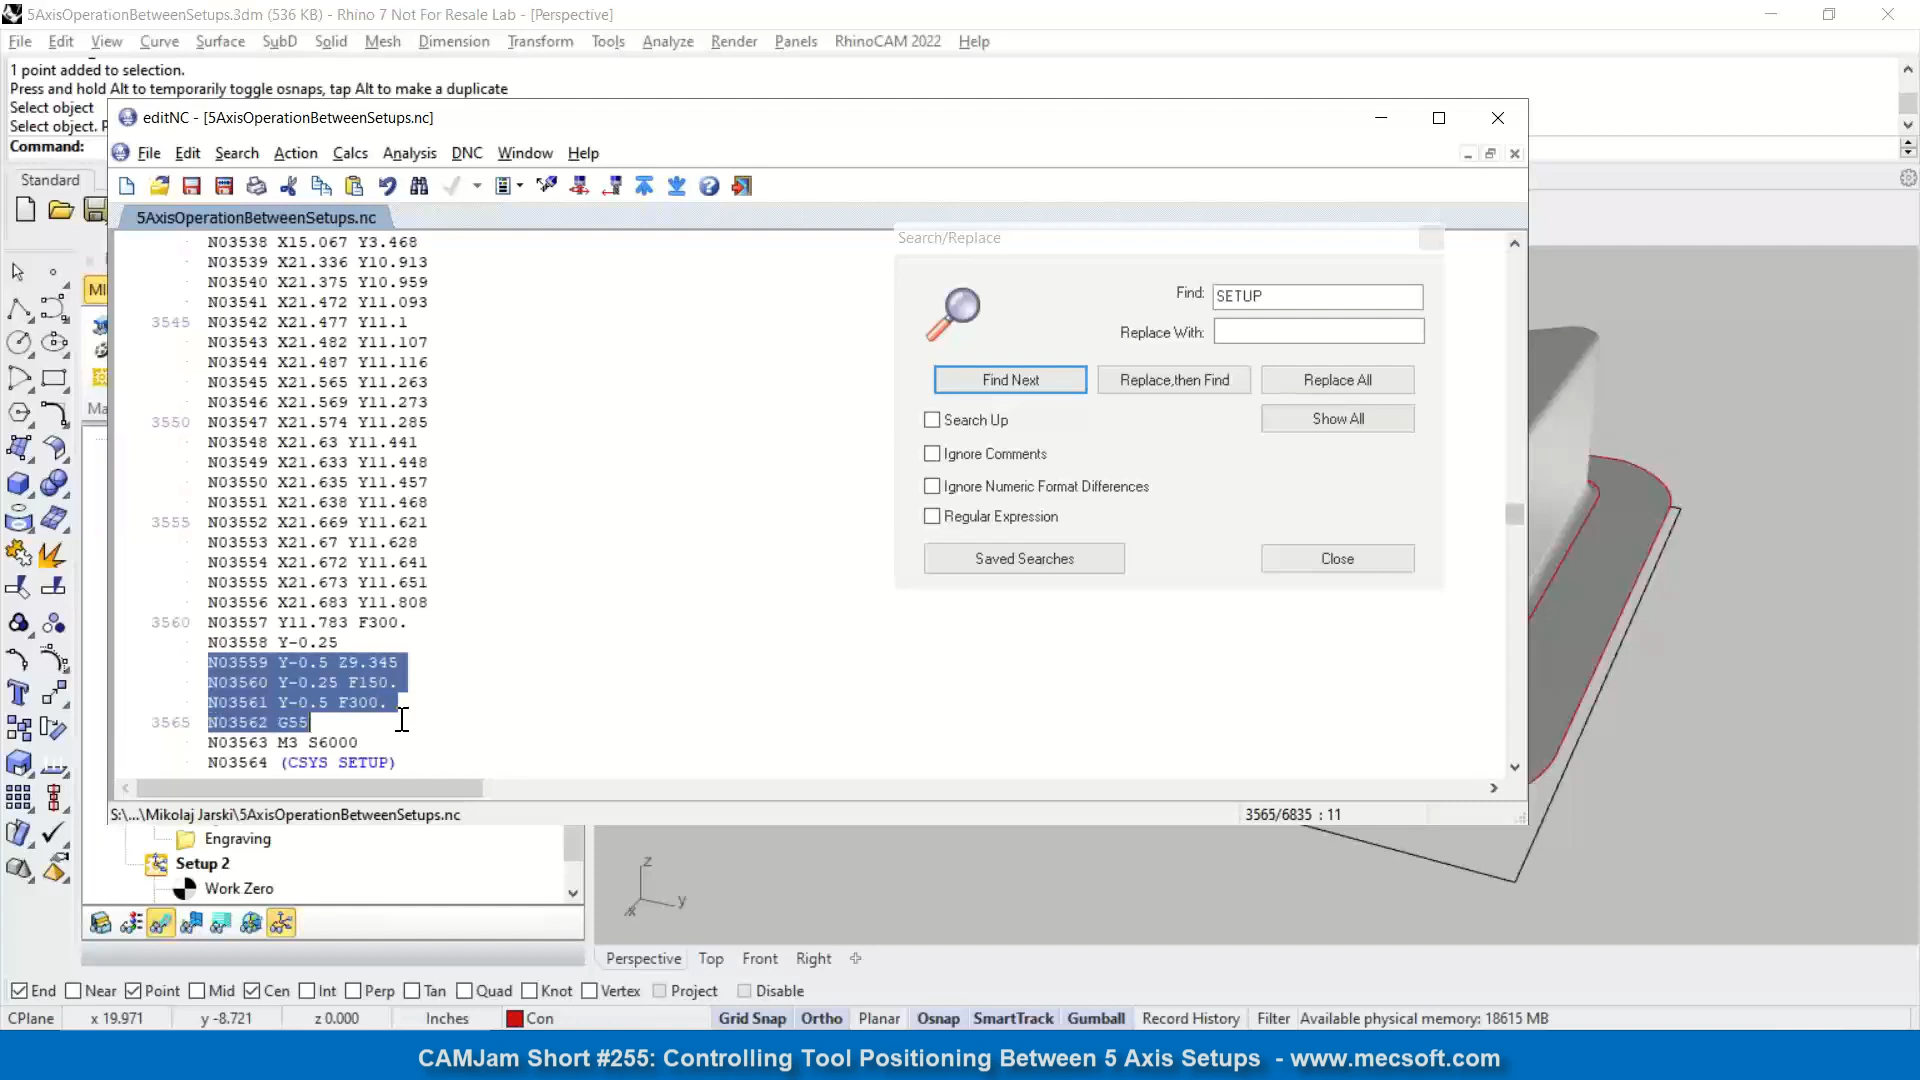 5AxisOperationBetweenSetups.3dm (536 KB) - Rhino 7 Not For Resale Lab - [Perspective]
File Edit View Curve Surface SubD Solid Mesh Dimension Transform Tools Analyze Render Panels RhinoCAM 2022 Help
1 point added to selection.
Press and hold Alt to temporarily toggle osnaps, tap Alt to make a duplicate
Select object
Select object. P
Command:
Standard
editNC - [5AxisOperationBetweenSetups.nc]
File Edit Search Action Calcs Analysis DNC Window Help
5AxisOperationBetweenSetups.nc
N03538 X15.067 Y3.468
N03539 X21.336 Y10.913
N03540 X21.375 Y10.959
N03541 X21.472 Y11.093
3545 N03542 X21.477 Y11.1
N03543 X21.482 Y11.107
N03544 X21.487 Y11.116
N03545 X21.565 Y11.263
N03546 X21.569 Y11.273
3550 N03547 X21.574 Y11.285
N03548 X21.63 Y11.441
N03549 X21.633 Y11.448
N03550 X21.635 Y11.457
N03551 X21.638 Y11.468
3555 N03552 X21.669 Y11.621
N03553 X21.67 Y11.628
N03554 X21.672 Y11.641
N03555 X21.673 Y11.651
N03556 X21.683 Y11.808
3560 N03557 Y11.783 F300.
N03558 Y-0.25
N03559 Y-0.5 Z9.345
N03560 Y-0.25 F150.
N03561 Y-0.5 F300.
3565 N03562 G55
N03563 M3 S6000
N03564 (CSYS SETUP)
Search/Replace
Find: SETUP
Replace With:
Find Next Replace,then Find Replace All
Search Up Show All
Ignore Comments
Ignore Numeric Format Differences
Regular Expression
Saved Searches Close
MI
Ma
S:\...\Mikolaj Jarski\5AxisOperationBetweenSetups.nc 3565/6835 : 11
Engraving
Setup 2
Work Zero
z
y
x
Perspective Top Front Right
End Near Point Mid Cen Int Perp Tan Quad Knot Vertex Project Disable
CPlane x 19.971 y -8.721 z 0.000 Inches Con Grid Snap Ortho Planar Osnap SmartTrack Gumball Record History Filter Available physical memory: 18615 MB
CAMJam Short #255: Controlling Tool Positioning Between 5 Axis Setups - www.mecsoft.com